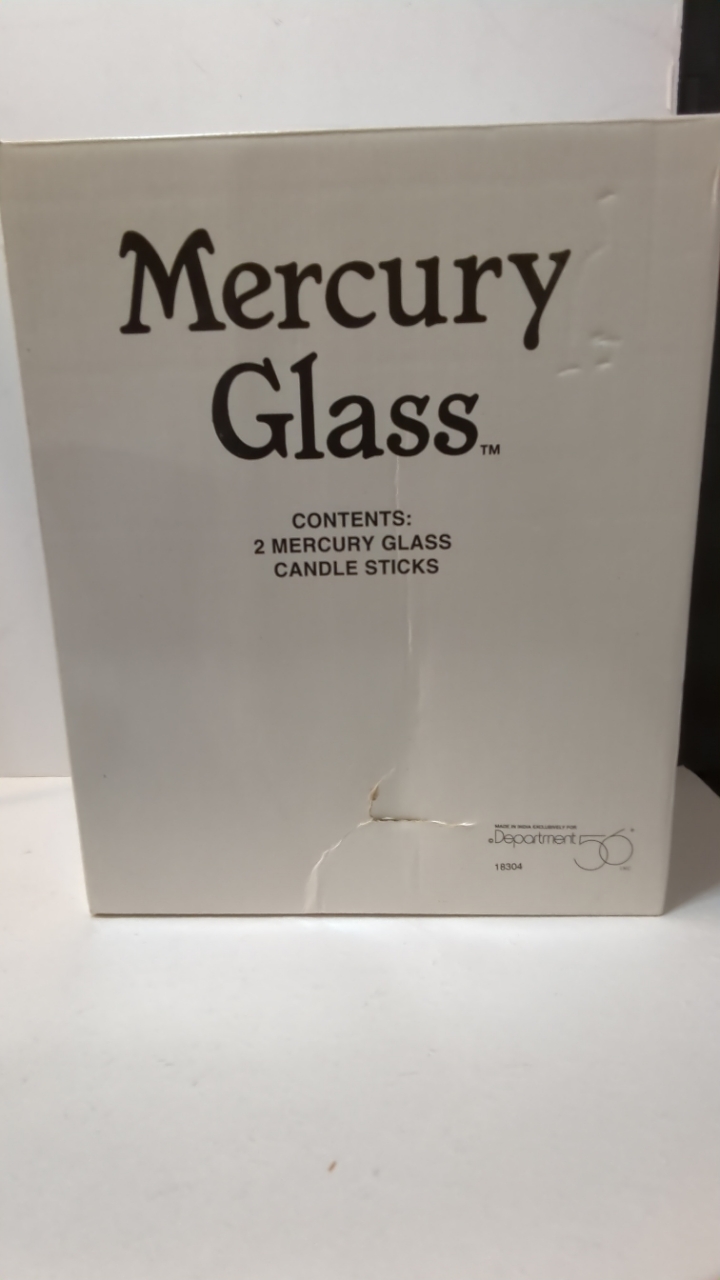 Mercury
Glass™
CONTENTS:
2 MERCURY GLASS
CANDLE STICKS
MADE IN INDIA EXCLUSIVELY FOR
Department 56
18304